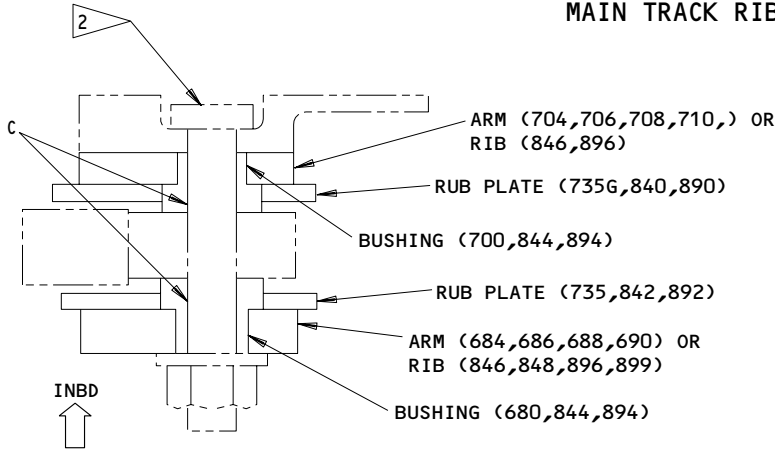 MAIN TRACK RIB
2
C
ARM (704,706,708,710,) OR
RIB (846,896)
RUB PLATE (735G,840,890)
BUSHING (700,844,894)
RUB PLATE (735,842,892)
ARM (684,686,688,690) OR
RIB (846,848,896,899)
INBD
BUSHING (680,844,894)